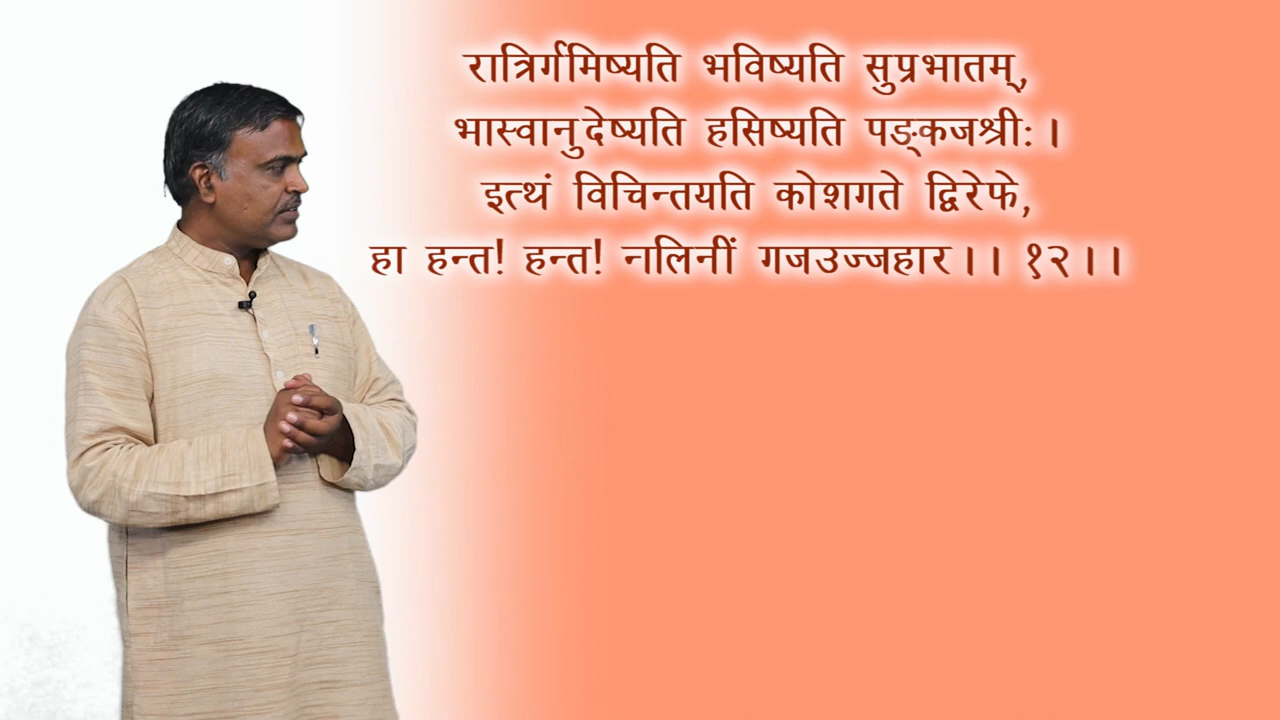 रात्रिर्गमिष्यति भविष्यति सुप्रभातम्,
भास्वानुदेष्यति हसिष्यति पङ्कजश्रीः ।
इत्थं विचिन्तयति कोशगते द्विरेफे,
हा हन्त! हन्त! नलिनीं गजउज्जहार ।। १२ ।।